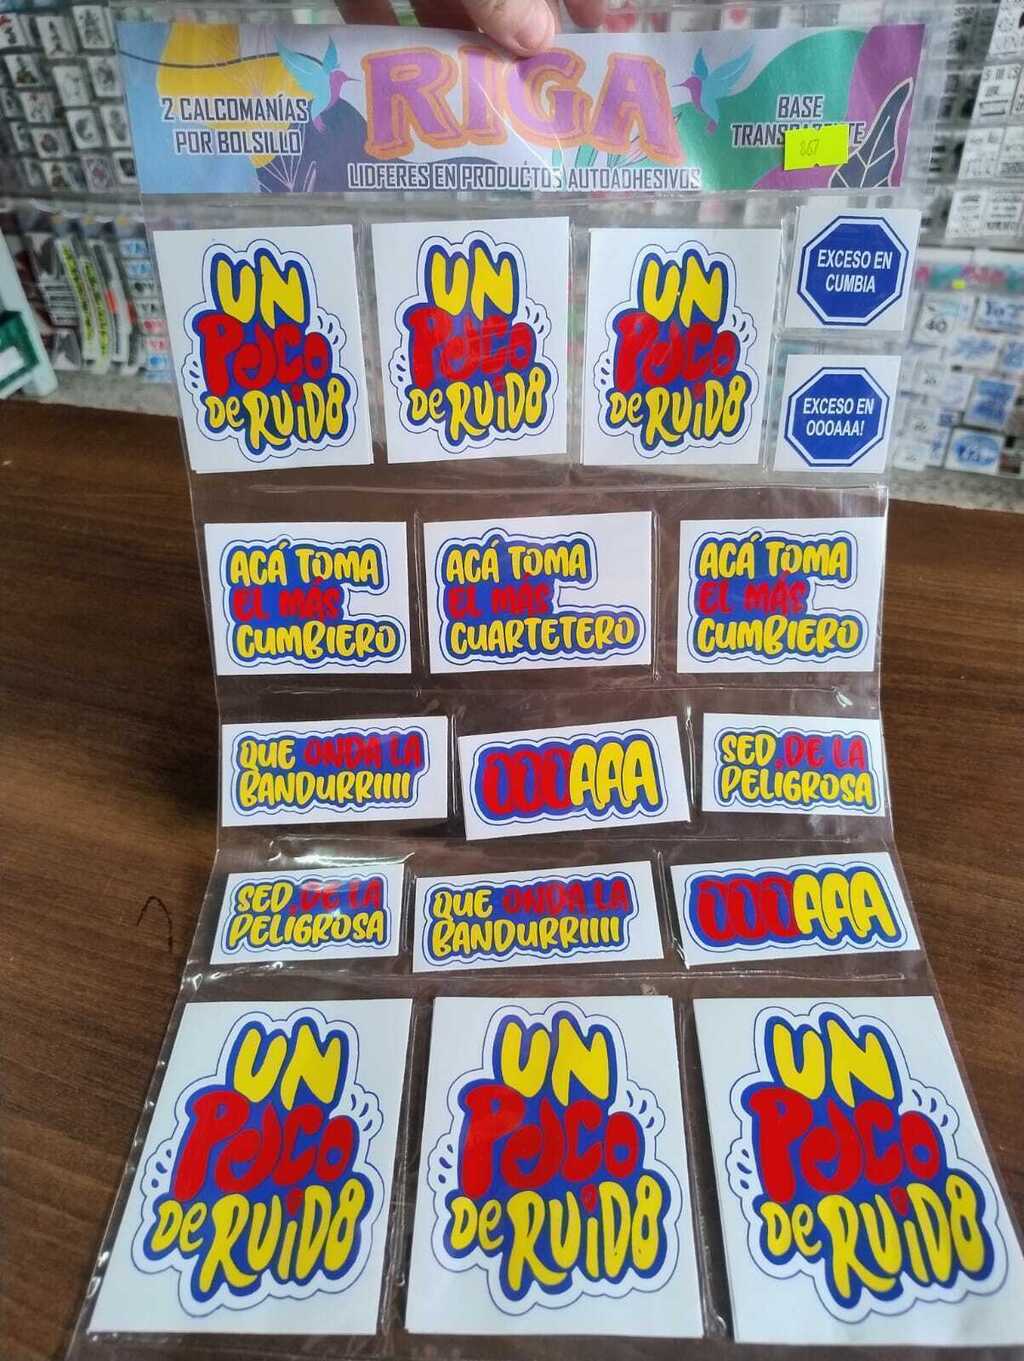 RIGA
2 CALCOMANÍAS
POR BOLSILLO
BASE
867
LIDFERES EN PRODUCTOS AUTOADHESIVOS
UN
POCO
DE RUIDO
UN
POCO
DE RUIDO
UN
POCO
DE RUIDO
EXCESO EN
CUMBIA
EXCESO EN
OOOAAA!
ACÁ TOMA
EL MÁS
CUMBIERO
ACÁ TOMA
EL MÁS
CUARTETERO
ACÁ TOMA
EL MÁS
CUMBIERO
QUE ONDA LA
BANDURRIIII
OOOAAA
SED DE LA
PELIGROSA
SED DE LA
PELIGROSA
QUE ONDA LA
BANDURRIIII
OOOAAA
UN
POCO
DE RUIDO
UN
POCO
DE RUIDO
UN
POCO
DE RUIDO